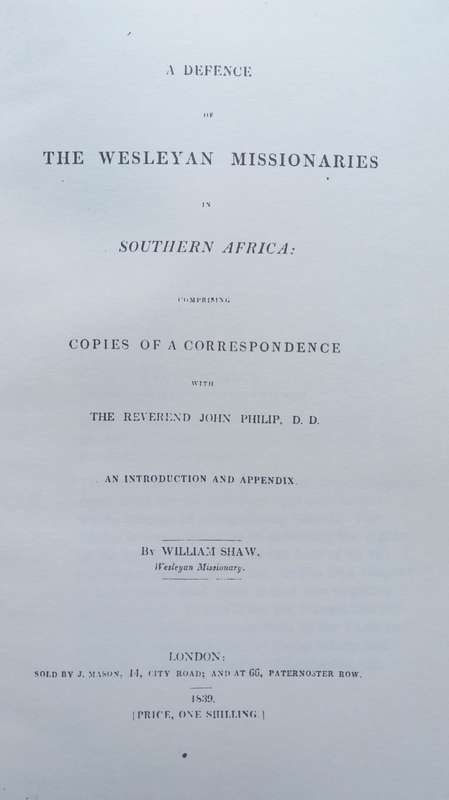 A DEFENCE
OF
THE WESLEYAN MISSIONARIES
IN
SOUTHERN AFRICA:
COMPRISING
COPIES OF A CORRESPONDENCE
WITH
THE REVEREND JOHN PHILIP, D. D.
AN INTRODUCTION AND APPENDIX.
BY WILLIAM SHAW,
Wesleyan Missionary.
LONDON:
SOLD BY J. MASON, 14, CITY ROAD; AND AT 66, PATERNOSTER ROW.
1839.
[PRICE, ONE SHILLING.]